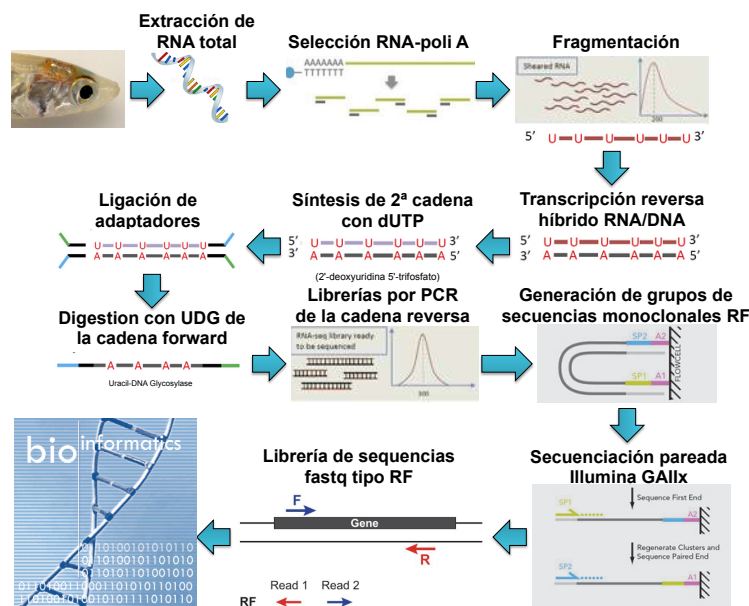 Extracción de
RNA total
Selección RNA-poli A
AAAAAAA
TTTTTTT
Fragmentación
Sheared RNA
200
5′ U U U U U U 3′
Ligación de
adaptadores
U U U U U U
A A A A A A
Síntesis de 2ª cadena
con dUTP
5′ U U U U U U 3′
3′ A A A A A A 5′
(2'-deoxyuridina 5'-trifosfato)
Transcripción reversa
híbrido RNA/DNA
5′ U U U U U U 3′
3′ A A A A A A 5′
Digestion con UDG de
la cadena forward
A A A A
Uracil-DNA Glycosylase
Librerías por PCR
de la cadena reversa
RNA-seq library ready
to be sequenced
300
Generación de grupos de
secuencias monoclonales RF
SP2 A2
SP1 A1
FLOWCELL
bioinformatics
Librería de sequencias
fastq tipo RF
F
Gene
R
Read 1 Read 2
RF
Secuenciación pareada
Illumina GAIIx
SP1
Sequence First End
A2
Regenerate Clusters and
Sequence Paired End
SP2
A1